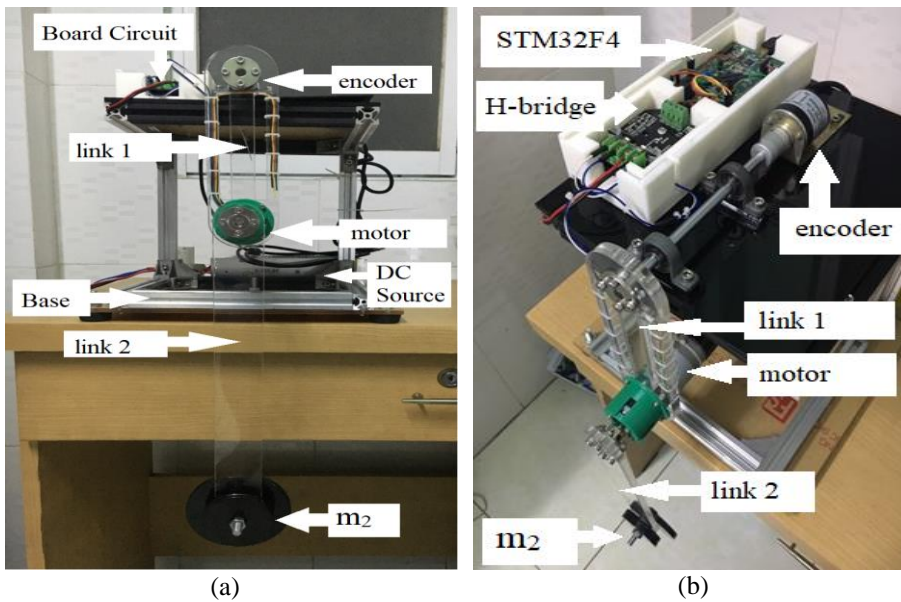 Board Circuit
encoder
link 1
motor
DC
Source
Base
link 2
m₂
(a)
STM32F4
H-bridge
encoder
link 1
motor
link 2
m₂
(b)